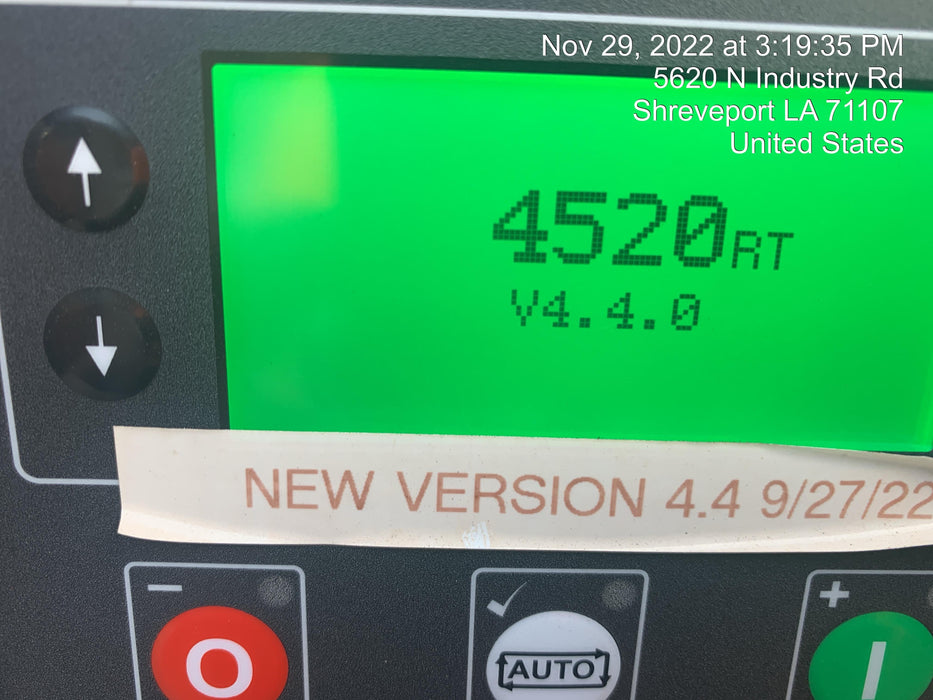 Nov 29, 2022 at 3:19:35 PM
5620 N Industry Rd
Shreveport LA 71107
United States
4520RT
V4.4.0
NEW VERSION 4.4 9/27/22
O
AUTO
I